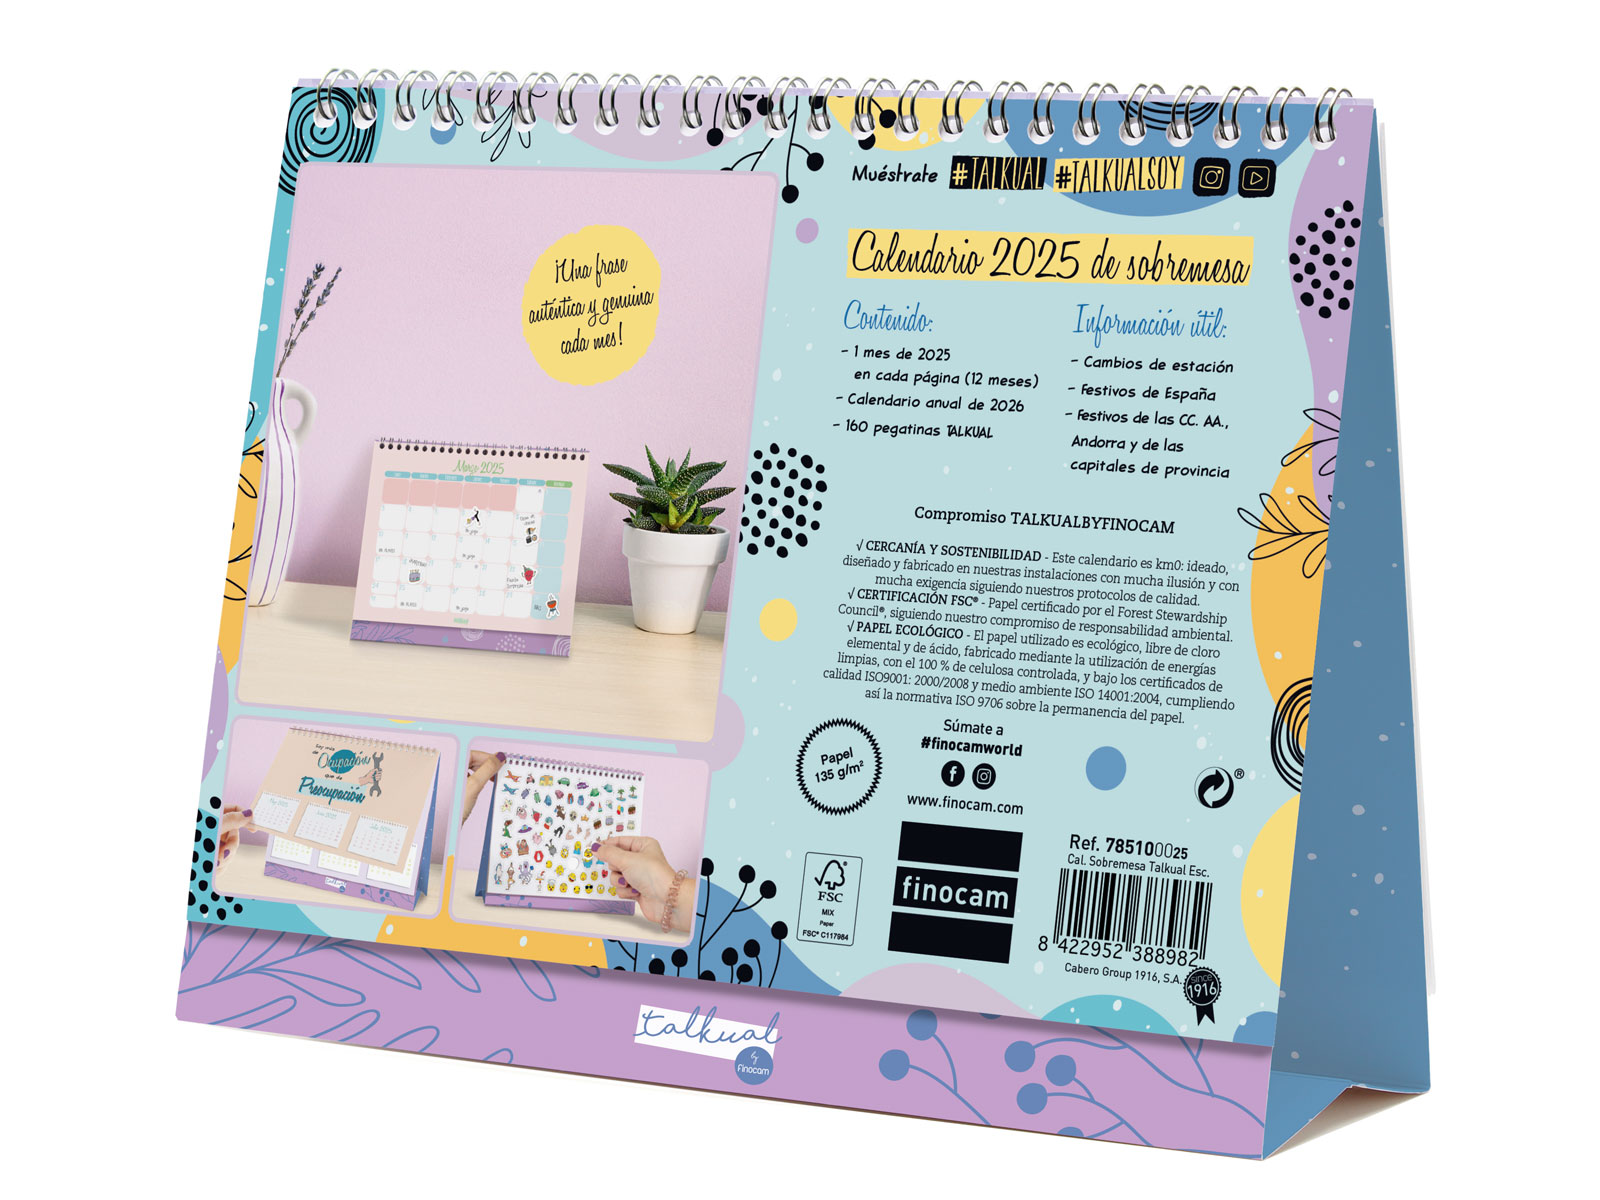 Muéstrate #TALKUAL #TALKUALSOY
¡Una frase
auténtica y genuina
cada mes!
Calendario 2025 de sobremesa
Contenido:
- 1 mes de 2025
en cada página (12 meses)
- Calendario anual de 2026
- 160 pegatinas TALKUAL
Información útil:
- Cambios de estación
- Festivos de España
- Festivos de las CC. AA.,
Andorra y de las
capitales de provincia
Marzo 2025
Compromiso TALKUALBYFINOCAM
√ CERCANÍA Y SOSTENIBILIDAD - Este calendario es km0: ideado,
diseñado y fabricado en nuestras instalaciones con mucha ilusión y con
mucha exigencia siguiendo nuestros protocolos de calidad.
√ CERTIFICACIÓN FSC® - Papel certificado por el Forest Stewardship
Council®, siguiendo nuestro compromiso de responsabilidad ambiental.
√ PAPEL ECOLÓGICO - El papel utilizado es ecológico, libre de cloro
elemental y de ácido, fabricado mediante la utilización de energías
limpias, con el 100 % de celulosa controlada, y bajo los certificados de
calidad ISO9001: 2000/2008 y medio ambiente ISO 14001:2004, cumpliendo
así la normativa ISO 9706 sobre la permanencia del papel.
Soy más
de Ocupación
que de
Preocupación
Papel
135 g/m²
Súmate a
#finocamworld
www.finocam.com
®
FSC
MIX
Paper
FSC® C117984
finocam
Ref. 785100025
Cal. Sobremesa Talkual Esc.
8 422952 388982
Cabero Group 1916, S.A.
since
1916
talkual
by
finocam